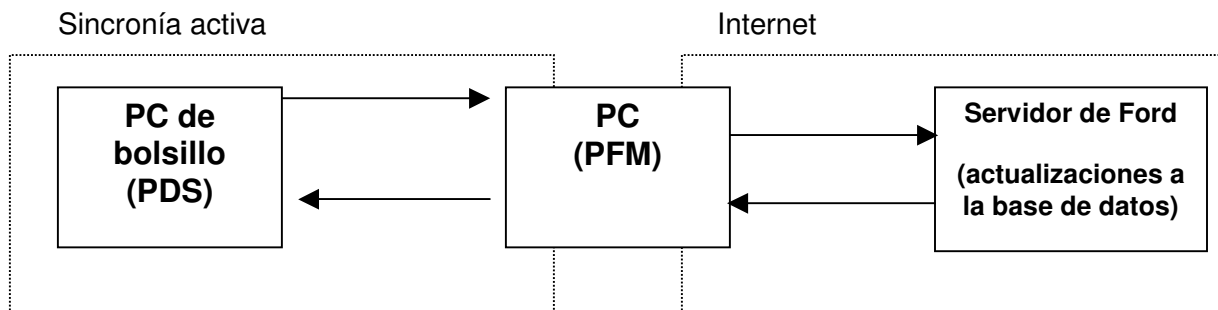 Sincronía activa
Internet
PC de
bolsillo
(PDS)
PC
(PFM)
Servidor de Ford
(actualizaciones a
la base de datos)